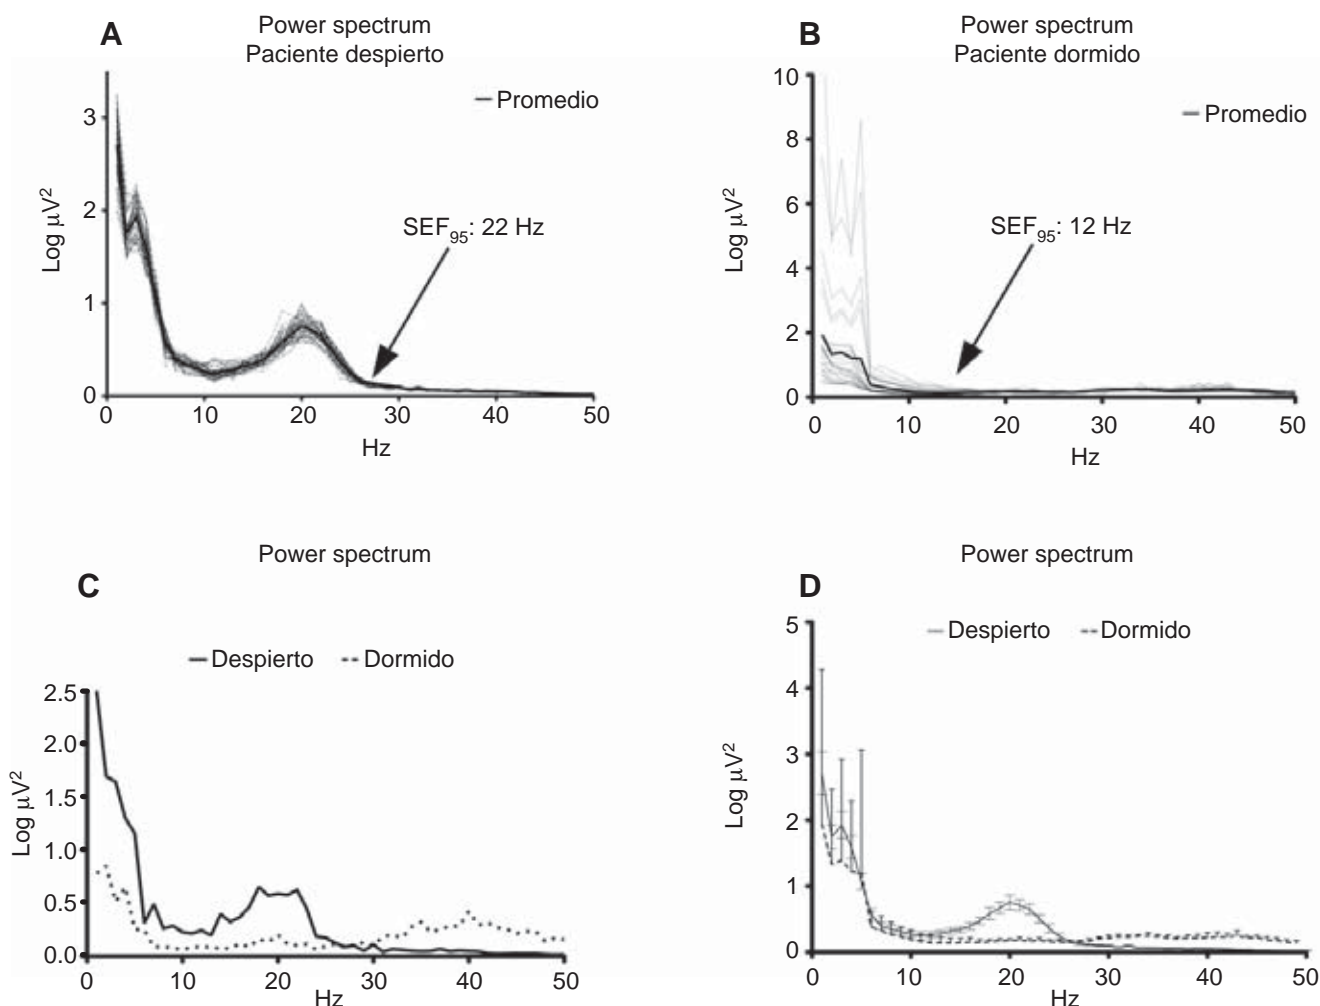 A
Power spectrum
Paciente despierto
Promedio
Log μV²
3
2
1
0
SEF₉₅: 22 Hz
0 10 20 30 40 50
Hz
B
Power spectrum
Paciente dormido
Promedio
Log μV²
10
8
6
4
2
0
SEF₉₅: 12 Hz
0 10 20 30 40 50
Hz
C
Power spectrum
Despierto Dormido
Log μV²
2.5
2.0
1.5
1.0
0.5
0.0
0 10 20 30 40 50
Hz
D
Power spectrum
Despierto Dormido
Log μV²
5
4
3
2
1
0
0 10 20 30 40 50
Hz